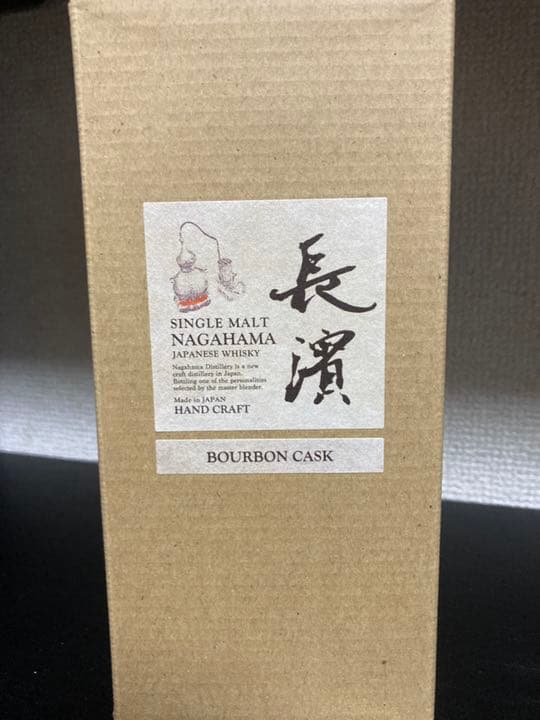 長濱
SINGLE MALT
NAGAHAMA
JAPANESE WHISKY
Nagahama Distillery is a new
craft distillery in Japan.
Bottling one of the personalities
selected by the master blender.
Made in JAPAN
HAND CRAFT
BOURBON CASK